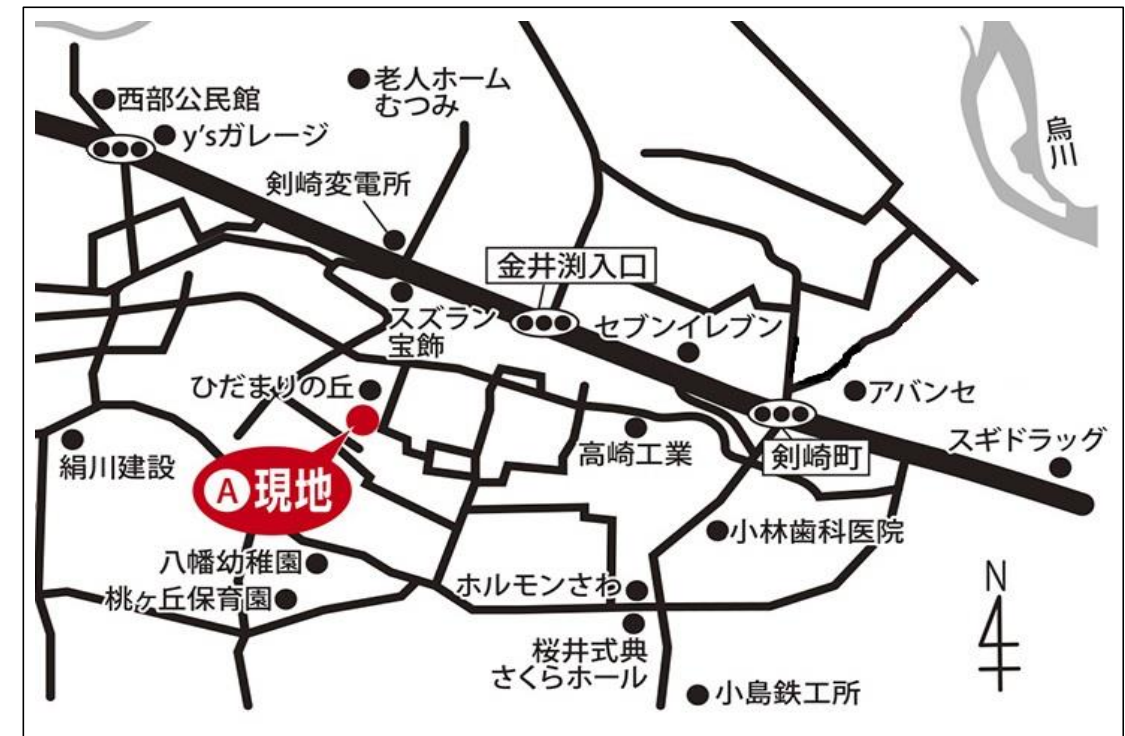 老人ホーム
むつみ
西部公民館
y'sガレージ
烏川
剣崎変電所
金井渕入口
スズラン
宝飾
セブンイレブン
ひだまりの丘
アバンセ
スギドラッグ
高崎工業
剣崎町
絹川建設
A現地
小林歯科医院
八幡幼稚園
桃ヶ丘保育園
ホルモンさわ
N
桜井式典
さくらホール
小島鉄工所